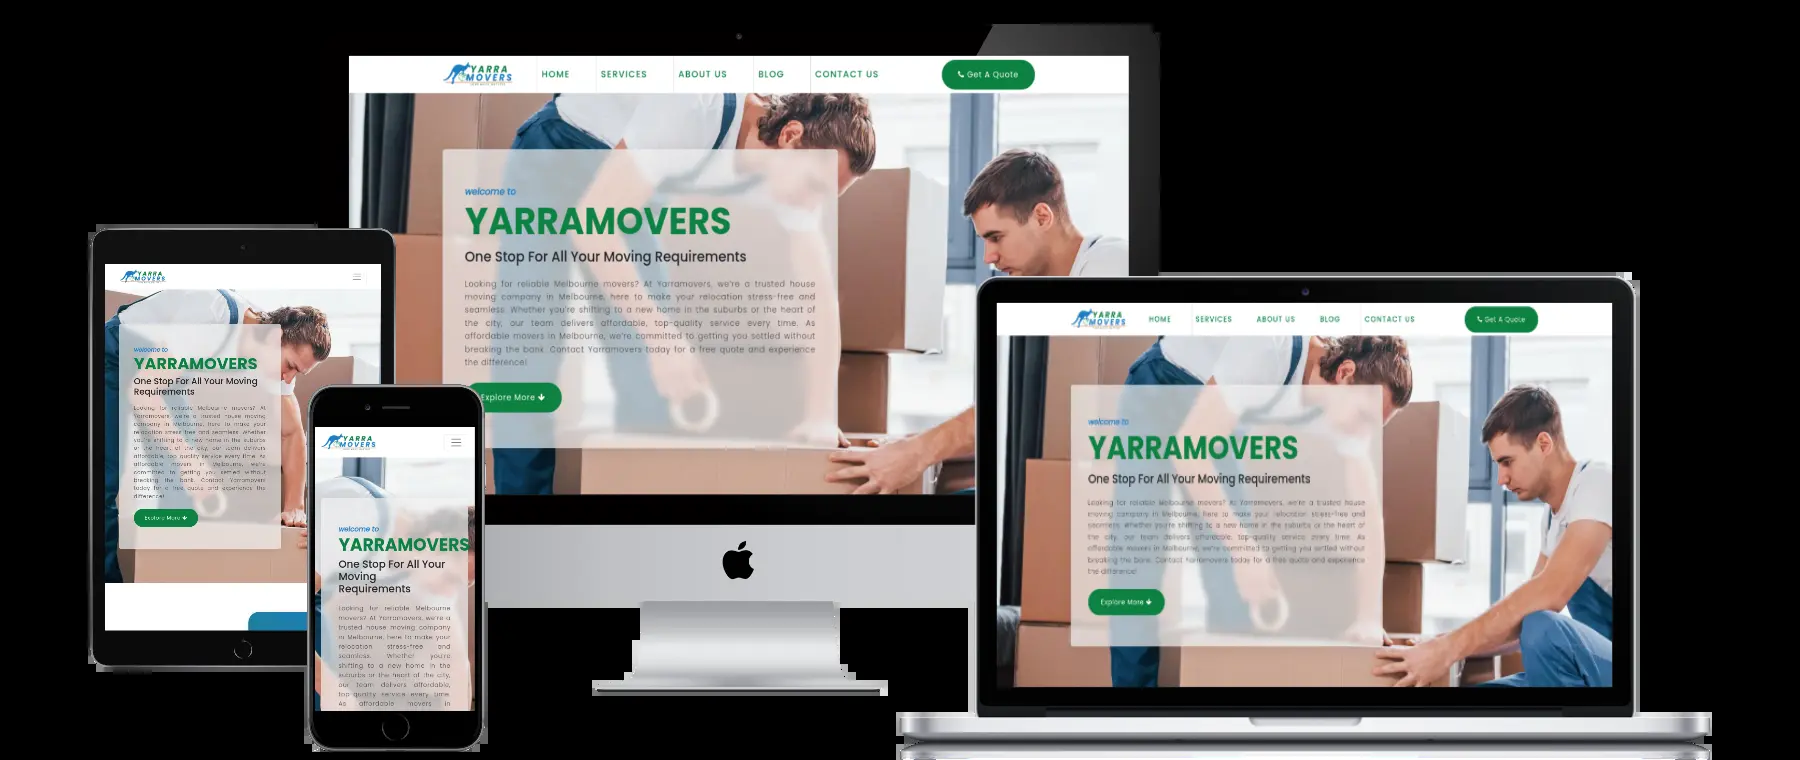 YARRA
MOVERS
HOME
SERVICES
ABOUT US
BLOG
CONTACT US
Get A Quote
welcome to
YARRAMOVERS
One Stop For All Your Moving Requirements
Looking for reliable Melbourne movers? At Yarramovers, we're a trusted house
moving company in Melbourne, here to make your relocation stress-free and
seamless. Whether you're shifting to a new home in the suburbs or the heart of
the city, our team delivers affordable, top-quality service every time. As
affordable movers in Melbourne, we're committed to getting you settled without
breaking the bank. Contact Yarramovers today for a free quote and experience
the difference!
Explore More
YARRA
MOVERS
welcome to
YARRAMOVERS
One Stop For All Your Moving
Requirements
Looking for reliable Melbourne movers? At
Yarramovers, we're a trusted house moving
company in Melbourne, here to make your
relocation stress-free and seamless. Whether
you're shifting to a new home in the suburbs
or the heart of the city, our team delivers
affordable, top-quality service every time. As
affordable movers in Melbourne, we're
committed to getting you settled without
breaking the bank. Contact Yarramovers
today for a free quote and experience the
difference!
Explore More
YARRA
MOVERS
welcome to
YARRAMOVERS
One Stop For All Your
Moving
Requirements
Looking for reliable Melbourne
movers? At Yarramovers, we're a
trusted house moving company
in Melbourne, here to make your
relocation stress-free and
seamless. Whether you're
shifting to a new home in the
suburbs or the heart of the city,
our team delivers affordable,
top-quality service every time.
As affordable movers in
YARRA
MOVERS
HOME
SERVICES
ABOUT US
BLOG
CONTACT US
Get A Quote
welcome to
YARRAMOVERS
One Stop For All Your Moving Requirements
Looking for reliable Melbourne movers? At Yarramovers, we're a trusted house
moving company in Melbourne, here to make your relocation stress-free and
seamless. Whether you're shifting to a new home in the suburbs or the heart of
the city, our team delivers affordable, top-quality service every time. As
affordable movers in Melbourne, we're committed to getting you settled without
breaking the bank. Contact Yarramovers today for a free quote and experience
the difference!
Explore More